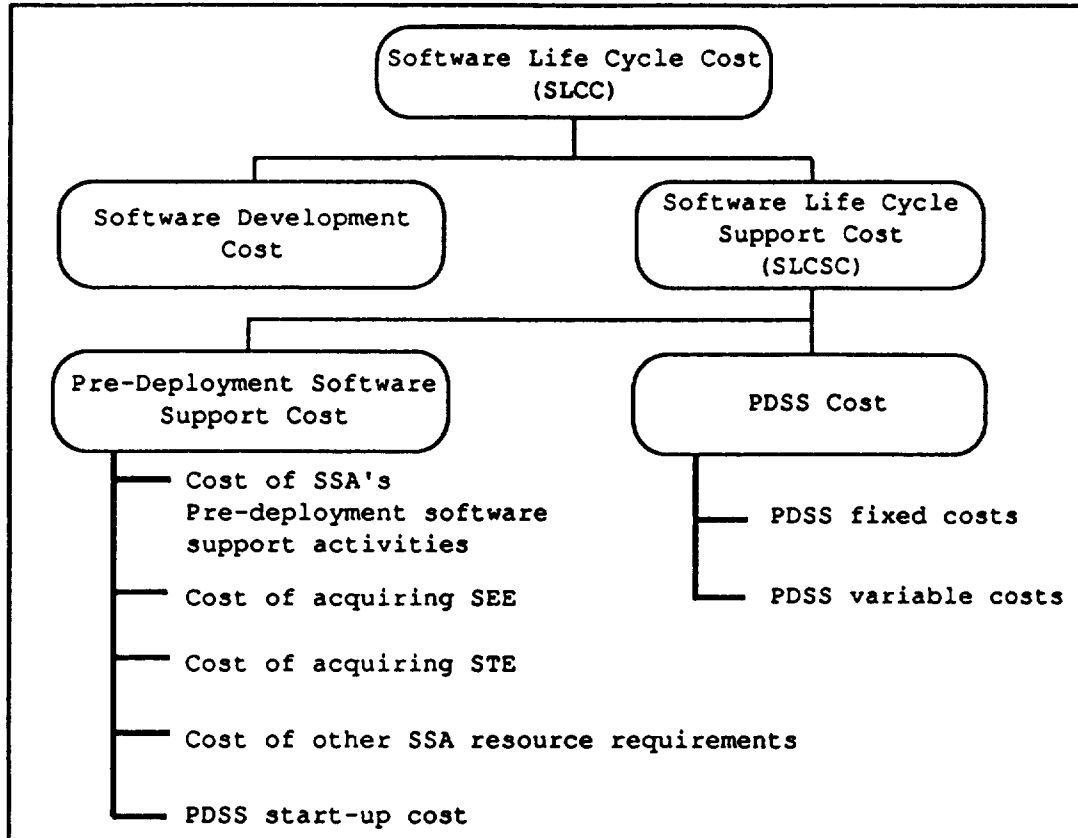 Software Life Cycle Cost
(SLCC)
Software Development
Cost
Software Life Cycle
Support Cost
(SLCSC)
Pre-Deployment Software
Support Cost
PDSS Cost
Cost of SSA's
Pre-deployment software
support activities
Cost of acquiring SEE
Cost of acquiring STE
Cost of other SSA resource requirements
PDSS start-up cost
PDSS fixed costs
PDSS variable costs